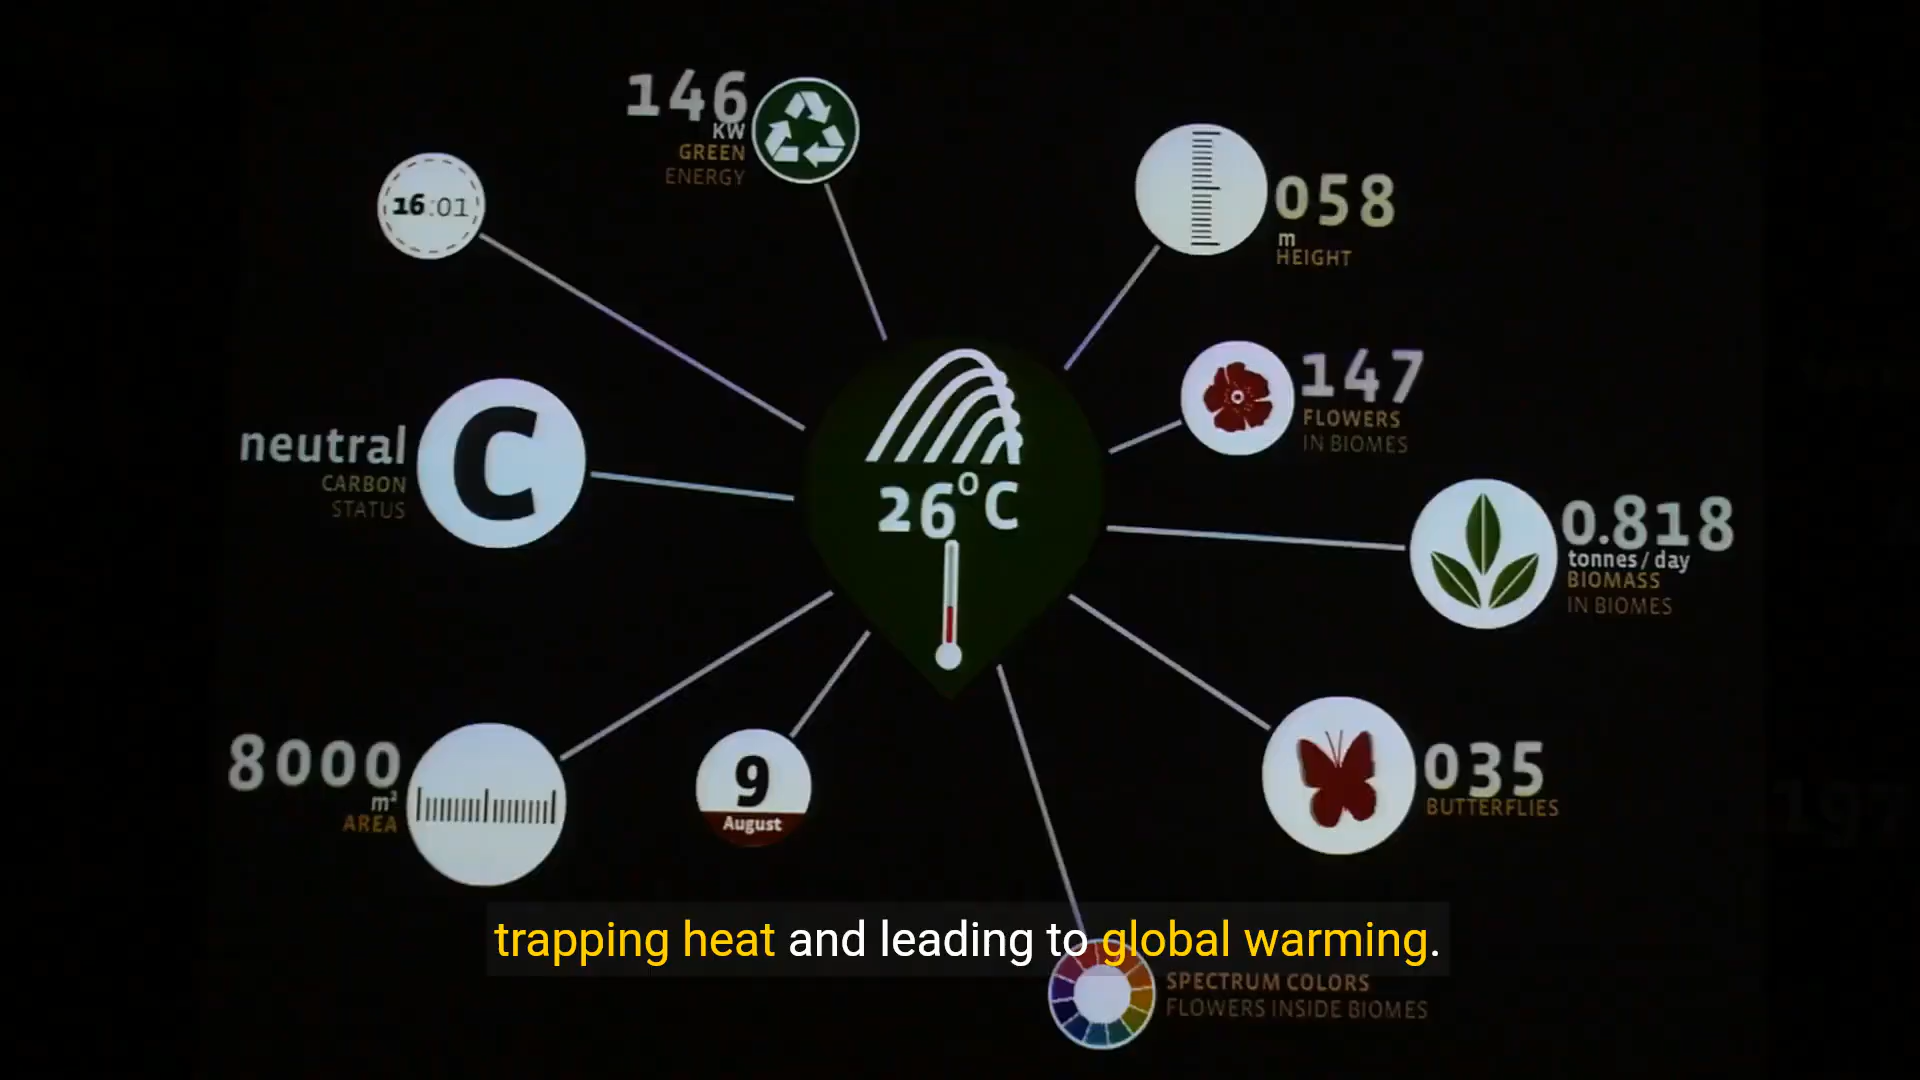 146
KW
GREEN
ENERGY
16:01
058
m
HEIGHT
147
FLOWERS
IN BIOMES
neutral
CARBON
STATUS
C
26°C
0.818
tonnes/day
BIOMASS
IN BIOMES
8000
m²
AREA
9
August
035
BUTTERFLIES
trapping heat and leading to global warming.
SPECTRUM COLORS
FLOWERS INSIDE BIOMES